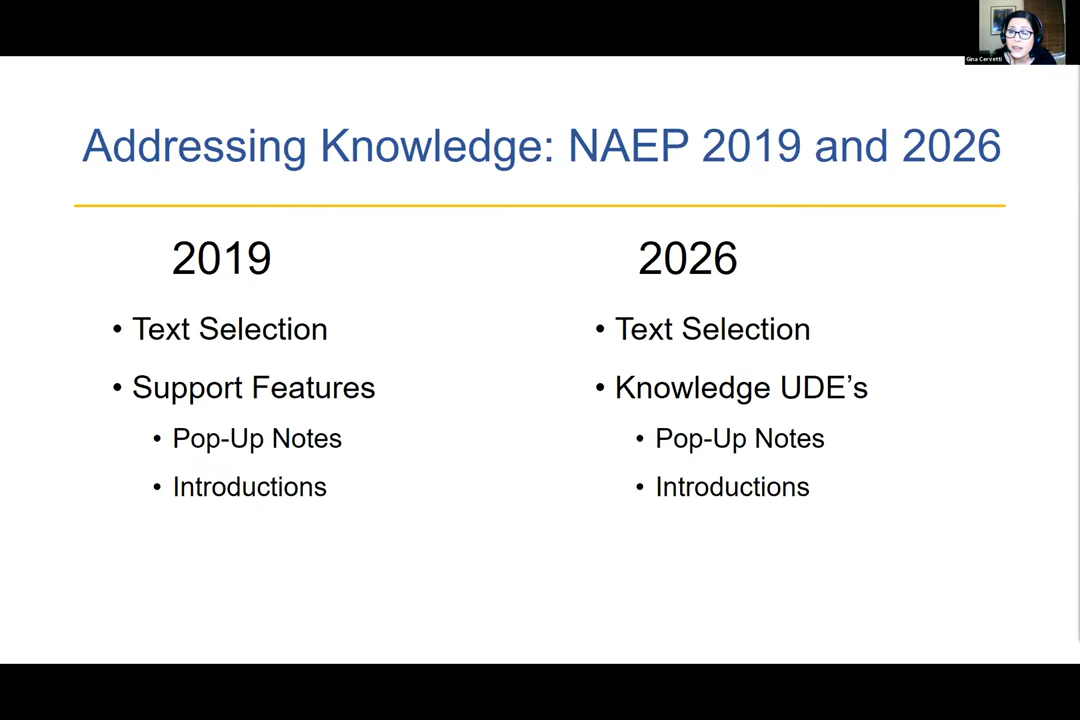 Gina Cervetti
Addressing Knowledge: NAEP 2019 and 2026
2019
• Text Selection
• Support Features
• Pop-Up Notes
• Introductions
2026
• Text Selection
• Knowledge UDE’s
• Pop-Up Notes
• Introductions